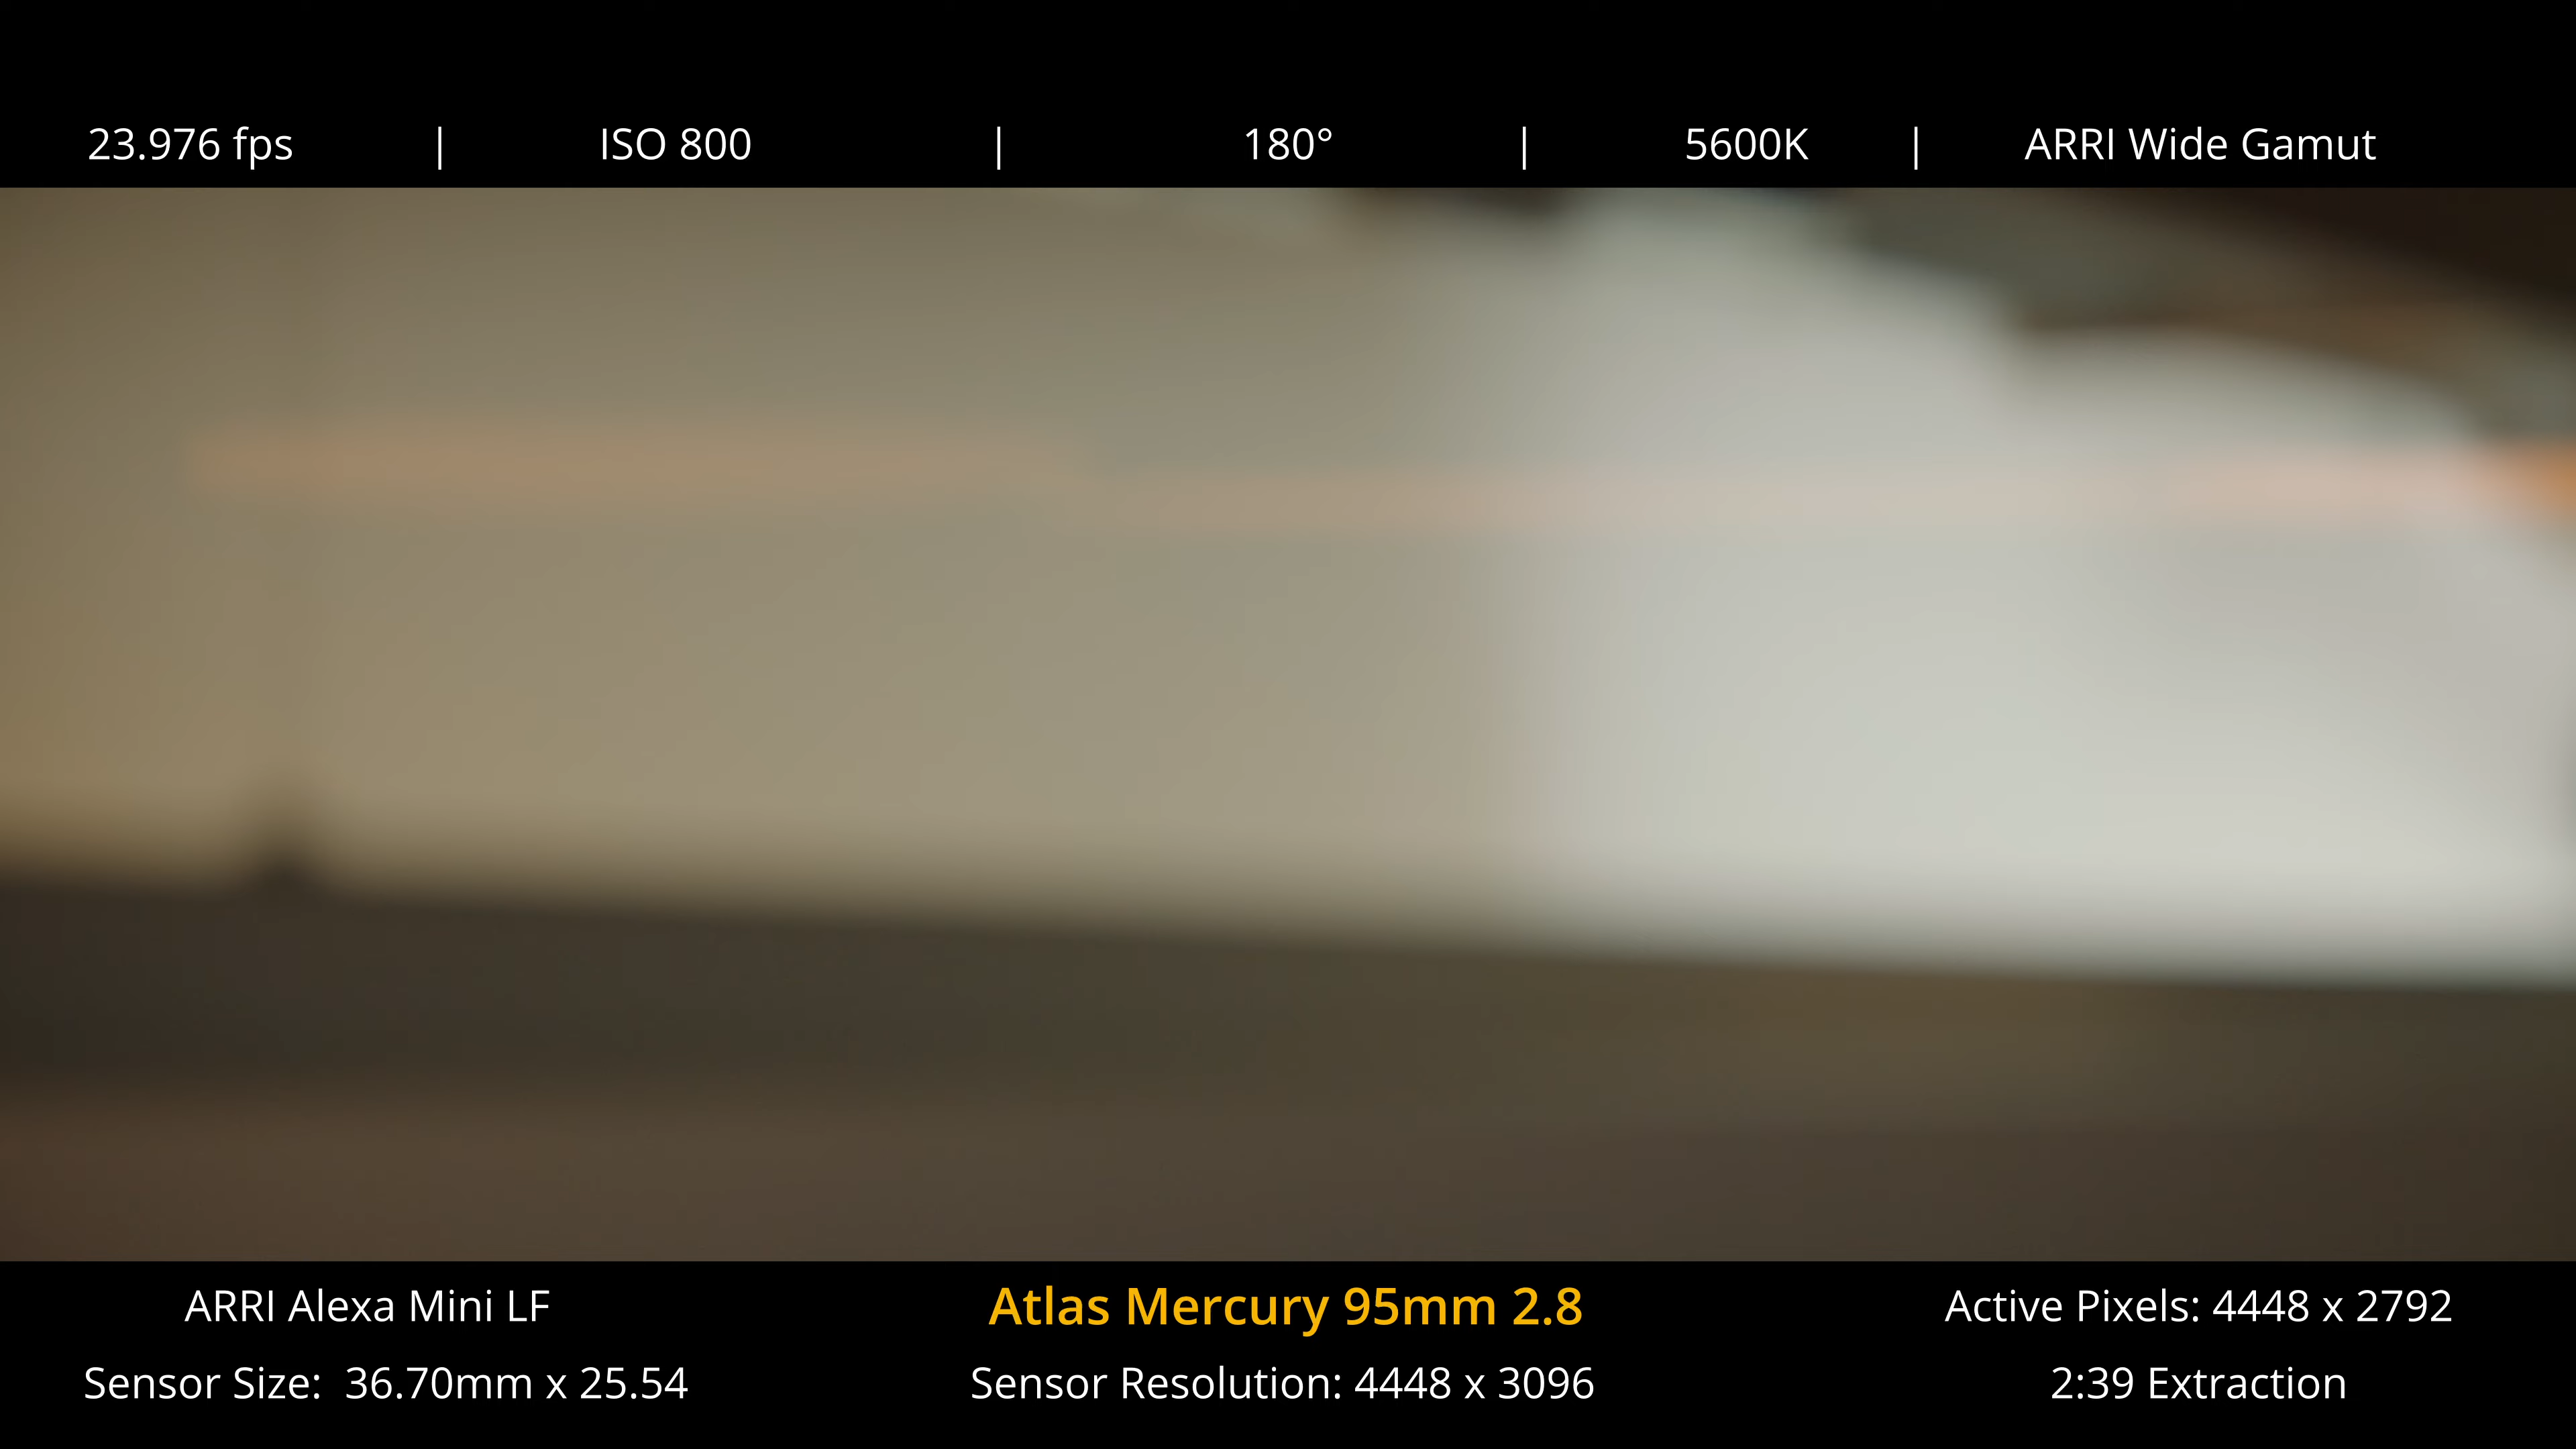 23.976 fps | ISO 800 | 180° | 5600K | ARRI Wide Gamut
ARRI Alexa Mini LF Atlas Mercury 95mm 2.8 Active Pixels: 4448 x 2792
Sensor Size: 36.70mm x 25.54 Sensor Resolution: 4448 x 3096 2:39 Extraction